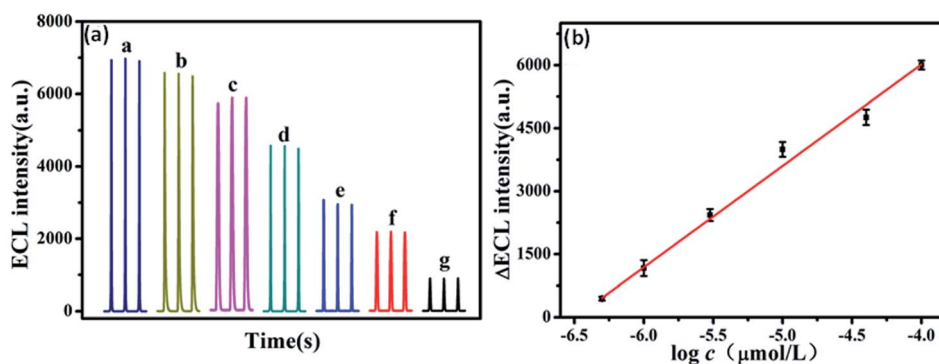 (a)
ECL intensity(a.u.)
8000
6000
4000
2000
0
a
b
c
d
e
f
g
Time(s)
(b)
ΔECL intensity(a.u.)
6000
4500
3000
1500
0
-6.5 -6.0 -5.5 -5.0 -4.5 -4.0
log c（μmol/L）